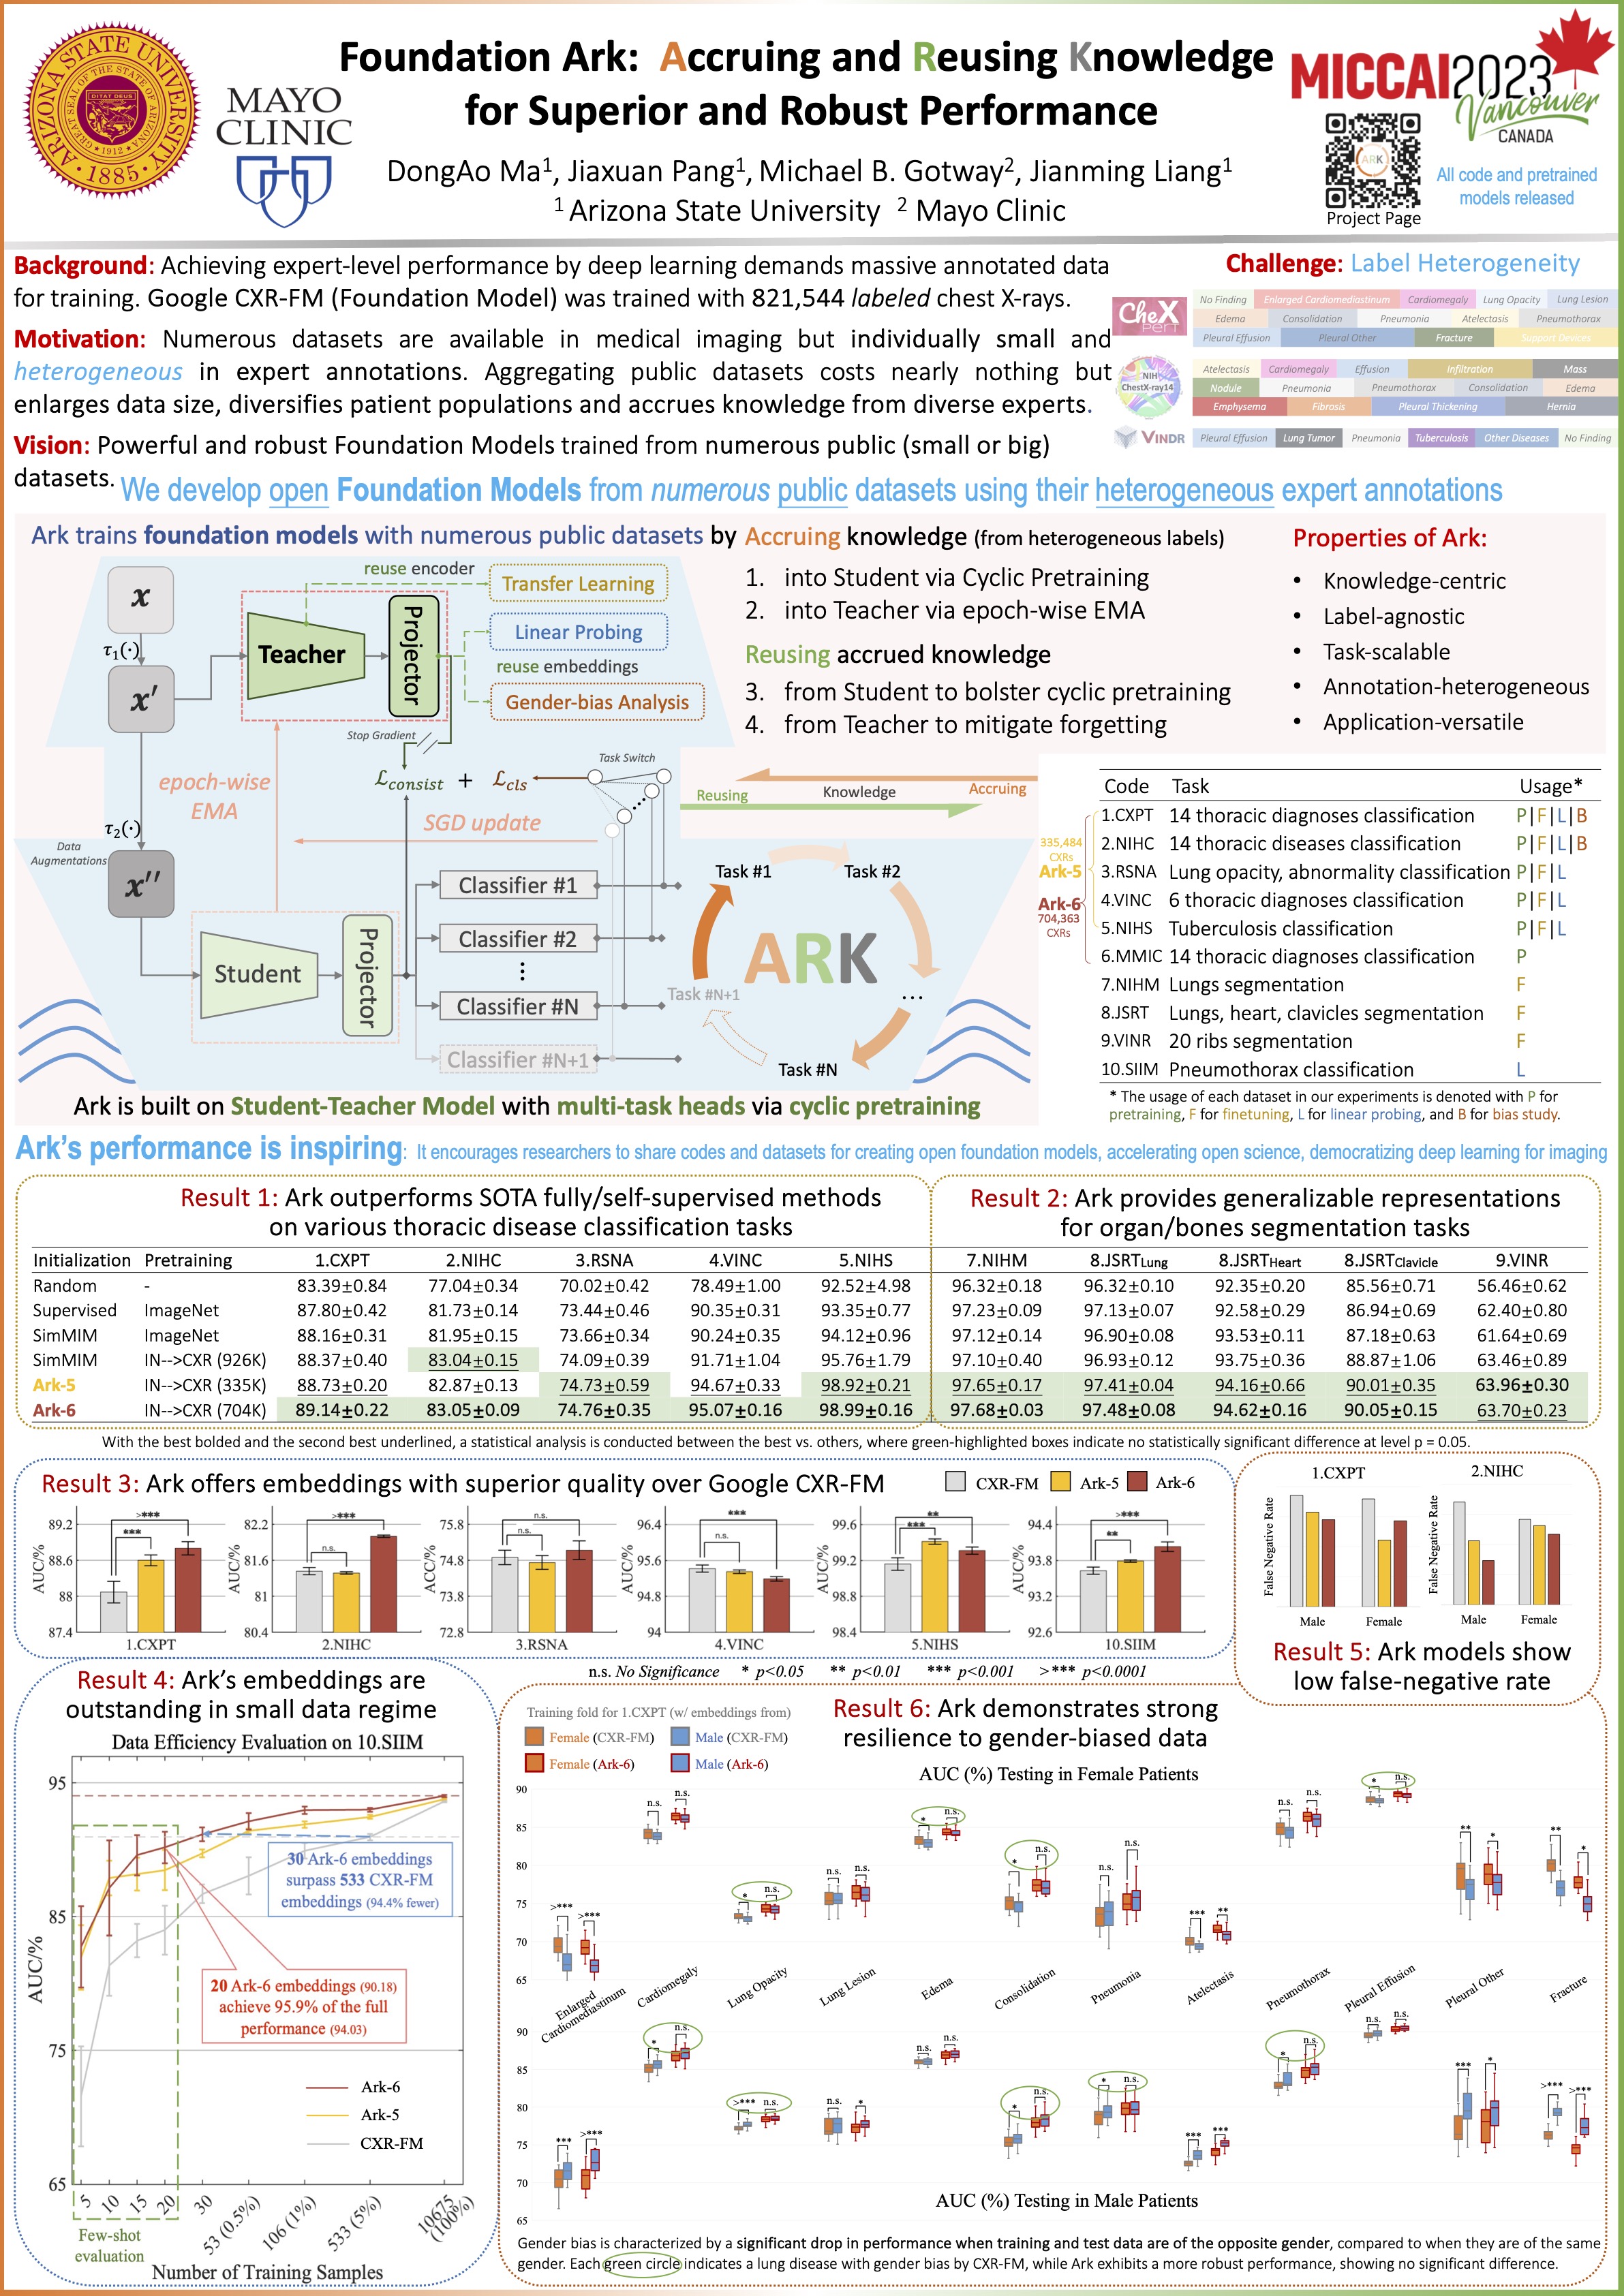 Foundation Ark: Accruing and Reusing Knowledge
for Superior and Robust Performance
DongAo Ma1, Jiaxuan Pang1, Michael B. Gotway2, Jianming Liang1
1 Arizona State University 2 Mayo Clinic
ARIZONA STATE UNIVERSITY
1912
1885
MAYO
CLINIC
MICCAI2023
Vancouver
CANADA
ARK
Project Page
All code and pretrained
models released
Background: Achieving expert-level performance by deep learning demands massive annotated data
for training. Google CXR-FM (Foundation Model) was trained with 821,544 labeled chest X-rays.
Motivation: Numerous datasets are available in medical imaging but individually small and
heterogeneous in expert annotations. Aggregating public datasets costs nearly nothing but
enlarges data size, diversifies patient populations and accrues knowledge from diverse experts.
Vision: Powerful and robust Foundation Models trained from numerous public (small or big)
datasets.
Challenge: Label Heterogeneity
CheXpert
No Finding Enlarged Cardiomediastinum Cardiomegaly Lung Opacity Lung Lesion
Edema Consolidation Pneumonia Atelectasis Pneumothorax
Pleural Effusion Pleural Other Fracture Support Devices
NIH
ChestX-ray14
Atelectasis Cardiomegaly Effusion Infiltration Mass
Nodule Pneumonia Pneumothorax Consolidation Edema
Emphysema Fibrosis Pleural Thickening Hernia
VINDR
Pleural Effusion Lung Tumor Pneumonia Tuberculosis Other Diseases No Finding
We develop open Foundation Models from numerous public datasets using their heterogeneous expert annotations
Ark trains foundation models with numerous public datasets by Accruing knowledge (from heterogeneous labels)
1. into Student via Cyclic Pretraining
2. into Teacher via epoch-wise EMA
Reusing accrued knowledge
3. from Student to bolster cyclic pretraining
4. from Teacher to mitigate forgetting
Properties of Ark:
• Knowledge-centric
• Label-agnostic
• Task-scalable
• Annotation-heterogeneous
• Application-versatile
x
τ1(·)
x′
τ2(·)
Data
Augmentations
x′′
Teacher
Projector
reuse encoder
Transfer Learning
Linear Probing
reuse embeddings
Gender-bias Analysis
Stop Gradient
Lconsist + Lcls
Task Switch
epoch-wise
EMA
SGD update
Student
Projector
Classifier #1
Classifier #2
⋮
Classifier #N
Classifier #N+1
Reusing Knowledge Accruing
Task #1
Task #2
...
Task #N
Task #N+1
ARK
Ark is built on Student-Teacher Model with multi-task heads via cyclic pretraining
335,484
CXRs
Ark-5
Ark-6
704,363
CXRs
Code Task Usage*
1.CXPT 14 thoracic diagnoses classification P|F|L|B
2.NIHC 14 thoracic diseases classification P|F|L|B
3.RSNA Lung opacity, abnormality classification P|F|L
4.VINC 6 thoracic diagnoses classification P|F|L
5.NIHS Tuberculosis classification P|F|L
6.MMIC 14 thoracic diagnoses classification P
7.NIHM Lungs segmentation F
8.JSRT Lungs, heart, clavicles segmentation F
9.VINR 20 ribs segmentation F
10.SIIM Pneumothorax classification L
* The usage of each dataset in our experiments is denoted with P for
pretraining, F for finetuning, L for linear probing, and B for bias study.
Ark's performance is inspiring: It encourages researchers to share codes and datasets for creating open foundation models, accelerating open science, democratizing deep learning for imaging
Result 1: Ark outperforms SOTA fully/self-supervised methods
on various thoracic disease classification tasks
Result 2: Ark provides generalizable representations
for organ/bones segmentation tasks
Initialization Pretraining 1.CXPT 2.NIHC 3.RSNA 4.VINC 5.NIHS 7.NIHM 8.JSRTLung 8.JSRTHeart 8.JSRTClavicle 9.VINR
Random - 83.39±0.84 77.04±0.34 70.02±0.42 78.49±1.00 92.52±4.98 96.32±0.18 96.32±0.10 92.35±0.20 85.56±0.71 56.46±0.62
Supervised ImageNet 87.80±0.42 81.73±0.14 73.44±0.46 90.35±0.31 93.35±0.77 97.23±0.09 97.13±0.07 92.58±0.29 86.94±0.69 62.40±0.80
SimMIM ImageNet 88.16±0.31 81.95±0.15 73.66±0.34 90.24±0.35 94.12±0.96 97.12±0.14 96.90±0.08 93.53±0.11 87.18±0.63 61.64±0.69
SimMIM IN-->CXR (926K) 88.37±0.40 83.04±0.15 74.09±0.39 91.71±1.04 95.76±1.79 97.10±0.40 96.93±0.12 93.75±0.36 88.87±1.06 63.46±0.89
Ark-5 IN-->CXR (335K) 88.73±0.20 82.87±0.13 74.73±0.59 94.67±0.33 98.92±0.21 97.65±0.17 97.41±0.04 94.16±0.66 90.01±0.35 63.96±0.30
Ark-6 IN-->CXR (704K) 89.14±0.22 83.05±0.09 74.76±0.35 95.07±0.16 98.99±0.16 97.68±0.03 97.48±0.08 94.62±0.16 90.05±0.15 63.70±0.23
With the best bolded and the second best underlined, a statistical analysis is conducted between the best vs. others, where green-highlighted boxes indicate no statistically significant difference at level p = 0.05.
Result 3: Ark offers embeddings with superior quality over Google CXR-FM
CXR-FM Ark-5 Ark-6
AUC/%
89.2
88.6
88
87.4
>***
***
1.CXPT
AUC/%
82.2
81.6
81
80.4
>***
n.s.
2.NIHC
ACC/%
75.8
74.8
73.8
72.8
n.s.
n.s.
3.RSNA
AUC/%
96.4
95.6
94.8
94
***
n.s.
4.VINC
AUC/%
99.6
99.2
98.8
98.4
**
***
5.NIHS
AUC/%
94.4
93.8
93.2
92.6
>***
**
10.SIIM
n.s. No Significance * p<0.05 ** p<0.01 *** p<0.001 >*** p<0.0001
1.CXPT
False Negative Rate
Male Female
2.NIHC
False Negative Rate
Male Female
Result 5: Ark models show
low false-negative rate
Result 4: Ark's embeddings are
outstanding in small data regime
Data Efficiency Evaluation on 10.SIIM
AUC/%
95
85
75
65
30 Ark-6 embeddings
surpass 533 CXR-FM
embeddings (94.4% fewer)
20 Ark-6 embeddings (90.18)
achieve 95.9% of the full
performance (94.03)
Ark-6
Ark-5
CXR-FM
5 10 15 20 30 53 (0.5%) 106 (1%) 533 (5%) 10675 (100%)
Few-shot
evaluation
Number of Training Samples
Result 6: Ark demonstrates strong
resilience to gender-biased data
Training fold for 1.CXPT (w/ embeddings from)
Female (CXR-FM) Male (CXR-FM)
Female (Ark-6) Male (Ark-6)
AUC (%) Testing in Female Patients
90
85
80
75
70
65
>*** >*** n.s. n.s. * n.s. n.s. n.s. * n.s. * n.s. n.s. n.s. *** ** n.s. n.s. * n.s. ** * ** *
Enlarged
Cardiomediastinum
Cardiomegaly
Lung Opacity
Lung Lesion
Edema
Consolidation
Pneumonia
Atelectasis
Pneumothorax
Pleural Effusion
Pleural Other
Fracture
90
85
80
75
70
65
*** >*** * n.s. >*** n.s. n.s. * n.s. n.s. * n.s. * n.s. *** *** * n.s. n.s. n.s. *** * >*** >***
AUC (%) Testing in Male Patients
Gender bias is characterized by a significant drop in performance when training and test data are of the opposite gender, compared to when they are of the same
gender. Each green circle indicates a lung disease with gender bias by CXR-FM, while Ark exhibits a more robust performance, showing no significant difference.